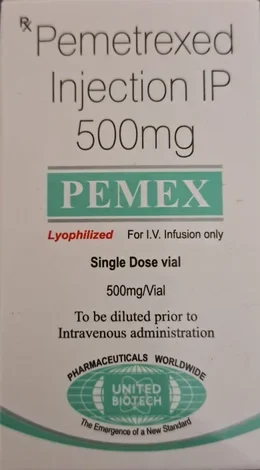 Rx Pemetrexed
Injection IP
500mg
PEMEX
Lyophilized For I.V. Infusion only
Single Dose vial
500mg/Vial
To be diluted prior to
Intravenous administration
PHARMACEUTICALS WORLDWIDE
UNITED
BIOTECH
The Emergence of a New Standard